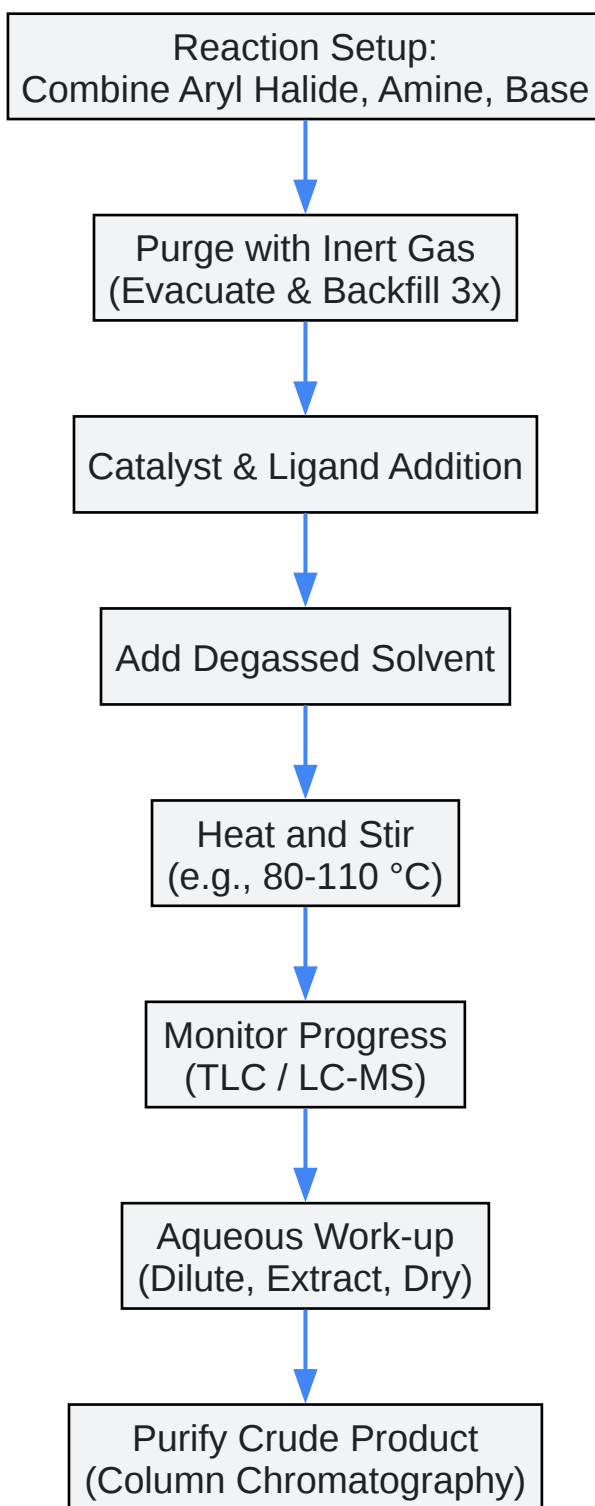 Reaction Setup:
Combine Aryl Halide, Amine, Base
Purge with Inert Gas
(Evacuate & Backfill 3x)
Catalyst & Ligand Addition
Add Degassed Solvent
Heat and Stir
(e.g., 80-110 °C)
Monitor Progress
(TLC / LC-MS)
Aqueous Work-up
(Dilute, Extract, Dry)
Purify Crude Product
(Column Chromatography)